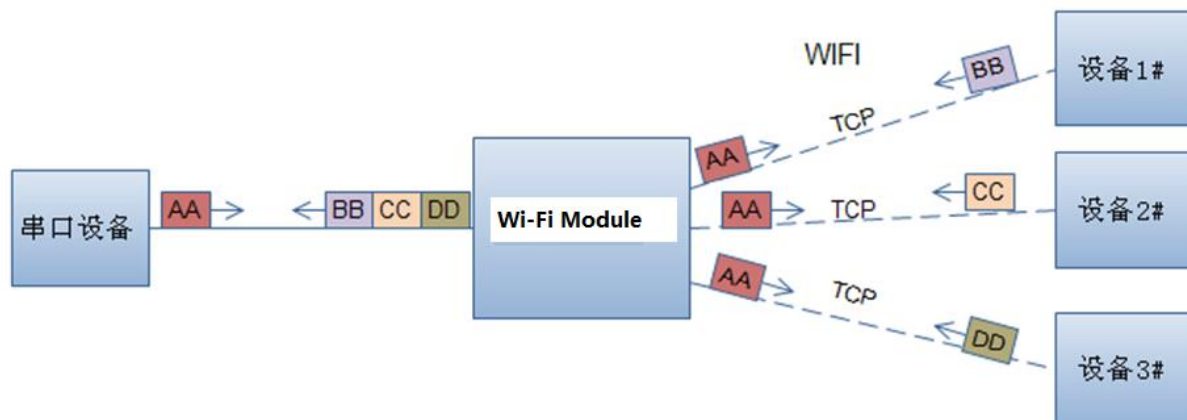 WIFI
BB
设备1#
TCP
AA
串口设备
AA
BB CC DD
Wi-Fi Module
AA
TCP
CC
设备2#
AA
TCP
DD
设备3#